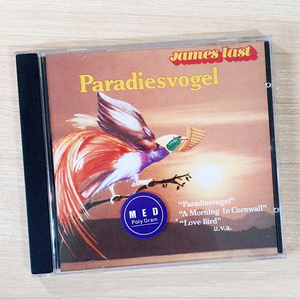 James Last
Paradiesvogel
"Paradiesvogel"
"A Morning In Cornwall"
"Love Bird"
u.v.a.
MED
PolyGram